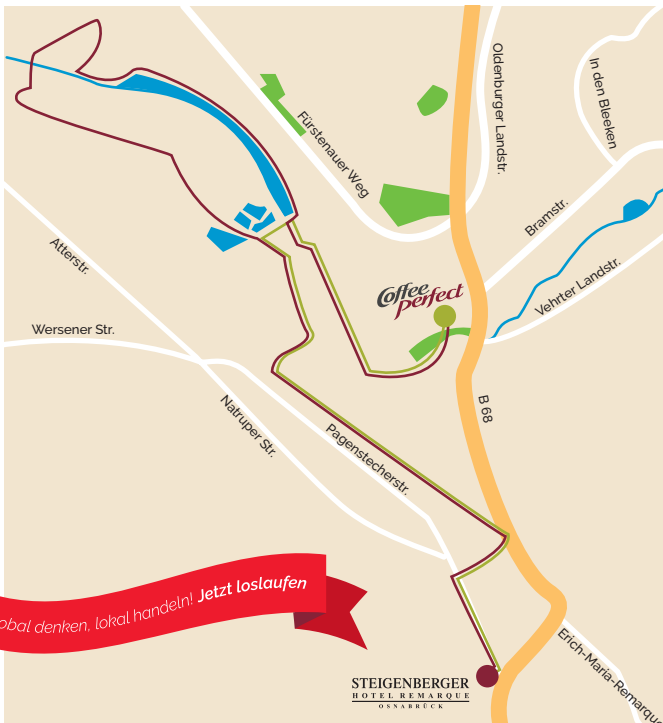 Oldenburger Landstr.
In den Bleeken
Fürstenauer Weg
Bramstr.
Atterstr.
Vehrter Landstr.
Coffee
perfect
Wersener Str.
B 68
Natruper Str.
Pagenstecherstr.
denken, lokal handeln! Jetzt loslaufen
Erich-Maria-Remarque
STEIGENBERGER
HOTEL REMARQUE
OSNABRÜCK